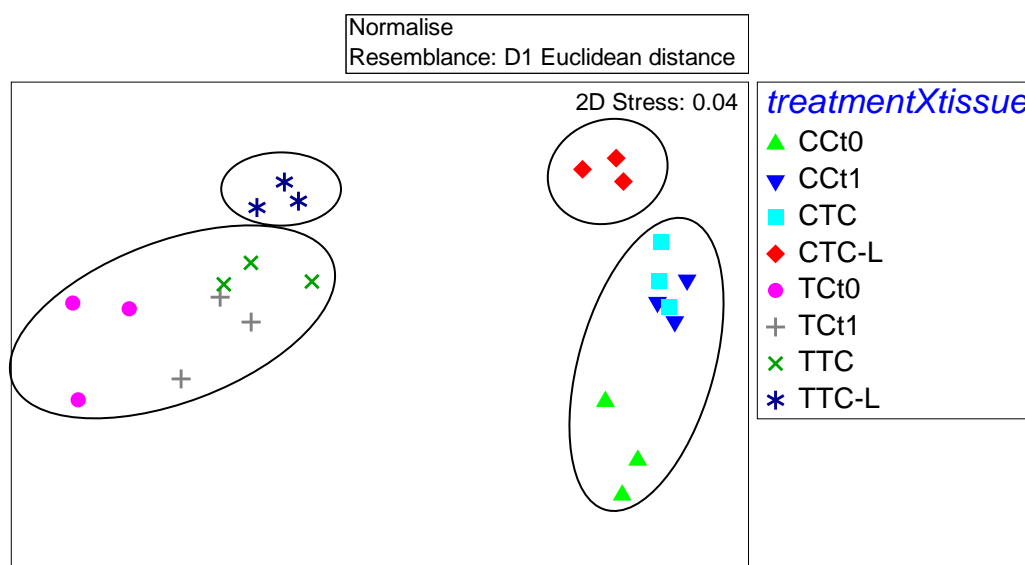 Normalise
Resemblance: D1 Euclidean distance
2D Stress: 0.04
treatmentXtissue
CCt0
CCt1
CTC
CTC-L
TCt0
TCt1
TTC
TTC-L